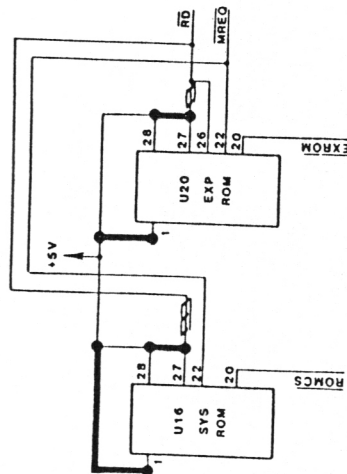 RD
MREQ
28
27
26
22
20
1
U20
EXP
ROM
EXROM
+5V
28
27
22
20
1
U16
SYS
ROM
ROMCS